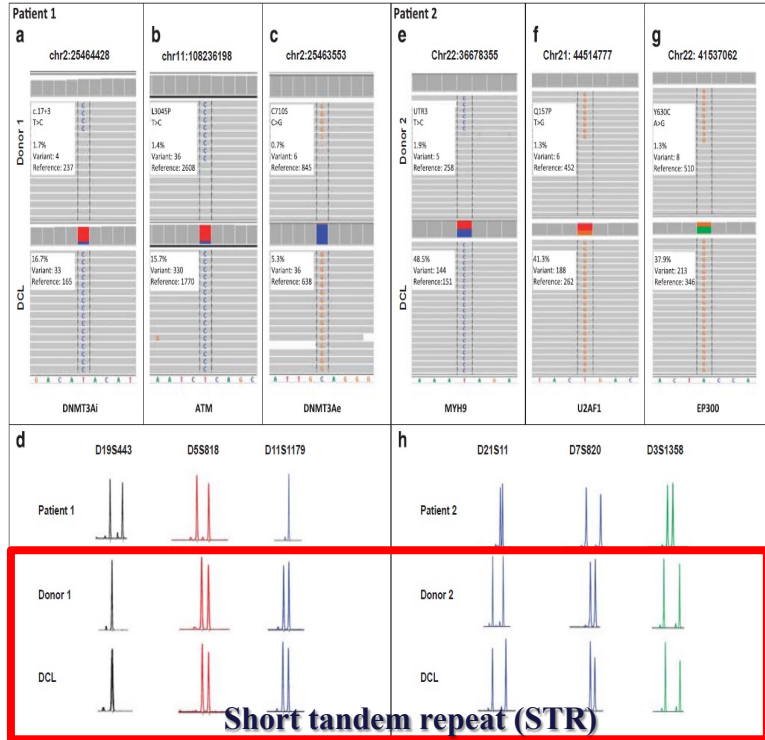 Patient 1
Patient 2
a
b
c
e
f
g
chr2:25464428
chr11:108236198
chr2:25463553
Chr22:36678355
Chr21: 44514777
Chr22: 41537062
Donor 1
c.17+3
T>C
1.7%
Variant: 4
Reference: 237
L3045P
T>C
1.4%
Variant: 36
Reference: 2608
C710S
C>G
0.7%
Variant: 6
Reference: 845
Donor 2
UTR3
T>C
1.9%
Variant: 5
Reference: 258
Q157P
T>G
1.3%
Variant: 6
Reference: 452
Y630C
A>G
1.3%
Variant: 8
Reference: 510
DCL
16.7%
Variant: 33
Reference: 165
15.7%
Variant: 330
Reference: 1770
5.3%
Variant: 36
Reference: 638
DCL
48.5%
Variant: 144
Reference:151
41.3%
Variant: 188
Reference: 262
37.9%
Variant: 213
Reference: 346
G A C A T A C A T
A A T C T C A G C
A T T G C A G G G
A A A T A G A
T A C T G A C
A C T A C C A
DNMT3Ai
ATM
DNMT3Ae
MYH9
U2AF1
EP300
d
D19S443
D5S818
D11S1179
h
D21S11
D7S820
D3S1358
Patient 1
Patient 2
Donor 1
Donor 2
DCL
DCL
Short tandem repeat (STR)